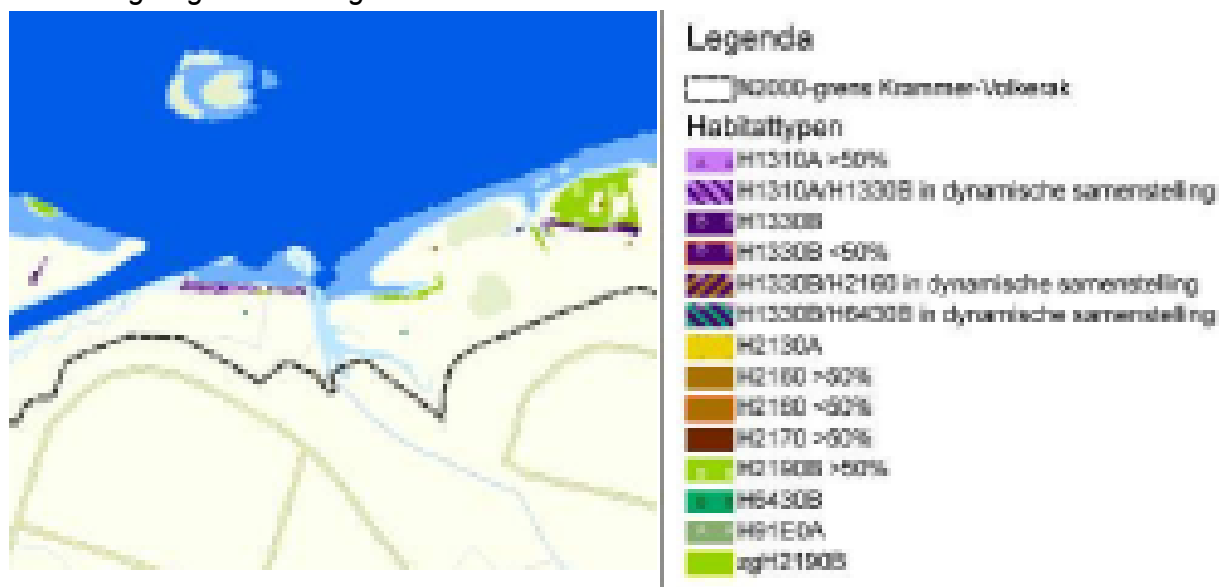 Legenda
N2000-grens Krammer-Volkerak
Habitattypen
H1310A >50%
H1310A/H1330B in dynamische samenstelling
H1330B
H1330B <50%
H1330B/H2160 in dynamische samenstelling
H1330B/H6430B in dynamische samenstelling
H2130A
H2160 >50%
H2160 <50%
H2170 >50%
H2190B >50%
H6430B
H91E0A
zgH2190B